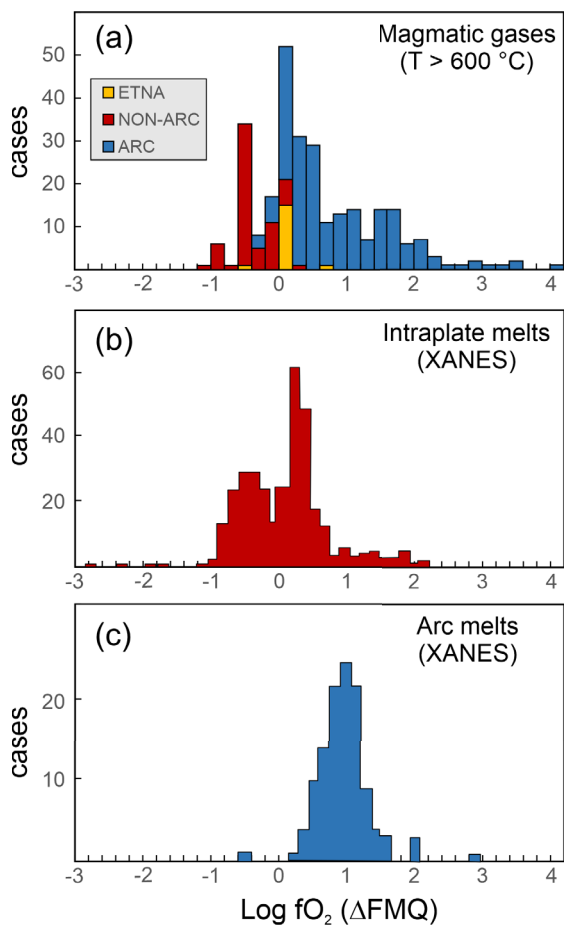 (a)
Magmatic gases
(T > 600 °C)
ETNA
NON-ARC
ARC
cases
50
40
30
20
10
-3 -2 -1 0 1 2 3 4
(b)
Intraplate melts
(XANES)
cases
60
40
20
-3 -2 -1 0 1 2 3 4
(c)
Arc melts
(XANES)
cases
20
10
-3 -2 -1 0 1 2 3 4
Log fO₂ (ΔFMQ)